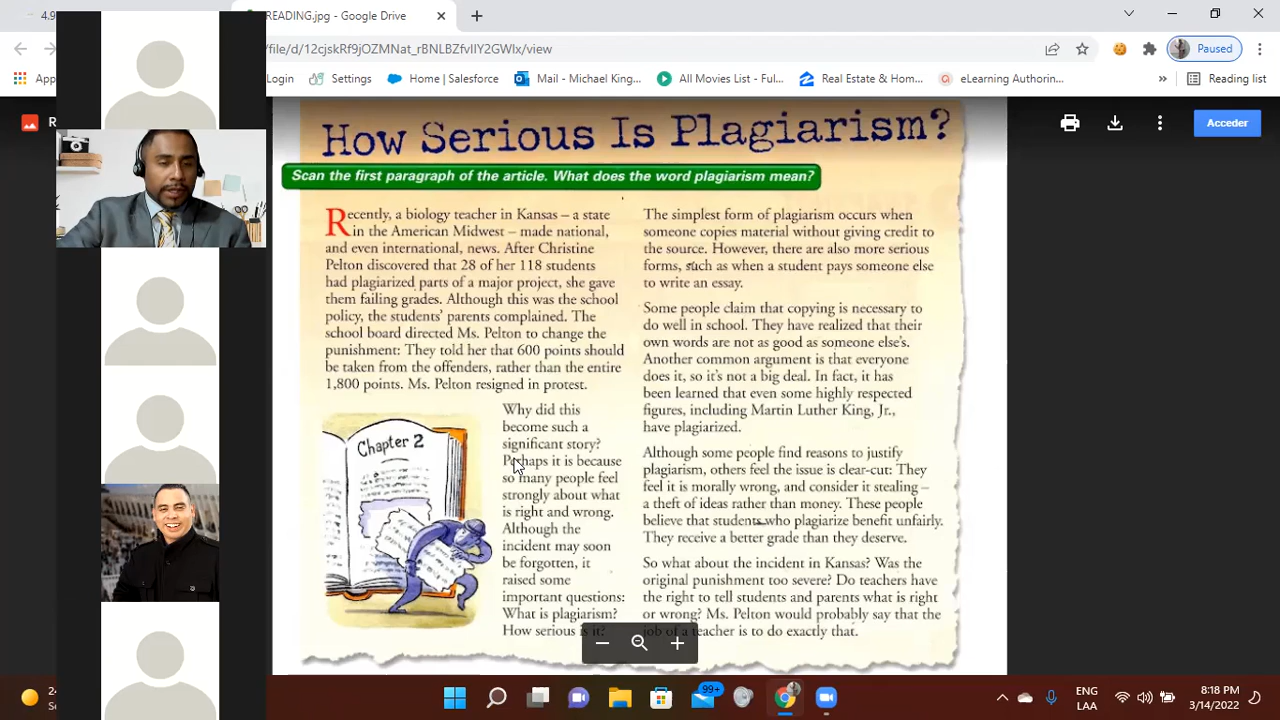 READING.jpg - Google Drive
/file/d/12cjskRf9jOZMNat_rBNLBZfvIIY2GWIx/view
Paused
App
Login
Settings
Home | Salesforce
Mail - Michael King...
All Movies List - Ful...
Real Estate & Hom...
eLearning Authorin...
»
Reading list
Acceder
How Serious Is Plagiarism?
Scan the first paragraph of the article. What does the word plagiarism mean?
Recently, a biology teacher in Kansas – a state
in the American Midwest – made national,
and even international, news. After Christine
Pelton discovered that 28 of her 118 students
had plagiarized parts of a major project, she gave
them failing grades. Although this was the school
policy, the students' parents complained. The
school board directed Ms. Pelton to change the
punishment: They told her that 600 points should
be taken from the offenders, rather than the entire
1,800 points. Ms. Pelton resigned in protest.
Chapter 2
Why did this
become such a
significant story?
Perhaps it is because
so many people feel
strongly about what
is right and wrong.
Although the
incident may soon
be forgotten, it
raised some
important questions:
What is plagiarism?
How serious is it?
The simplest form of plagiarism occurs when
someone copies material without giving credit to
the source. However, there are also more serious
forms, such as when a student pays someone else
to write an essay.
Some people claim that copying is necessary to
do well in school. They have realized that their
own words are not as good as someone else's.
Another common argument is that everyone
does it, so it's not a big deal. In fact, it has
been learned that even some highly respected
figures, including Martin Luther King, Jr.,
have plagiarized.
Although some people find reasons to justify
plagiarism, others feel the issue is clear-cut: They
feel it is morally wrong, and consider it stealing –
a theft of ideas rather than money. These people
believe that students who plagiarize benefit unfairly.
They receive a better grade than they deserve.
So what about the incident in Kansas? Was the
original punishment too severe? Do teachers have
the right to tell students and parents what is right
or wrong? Ms. Pelton would probably say that the
job of a teacher is to do exactly that.
24
Su
99+
ENG
LAA
8:18 PM
3/14/2022